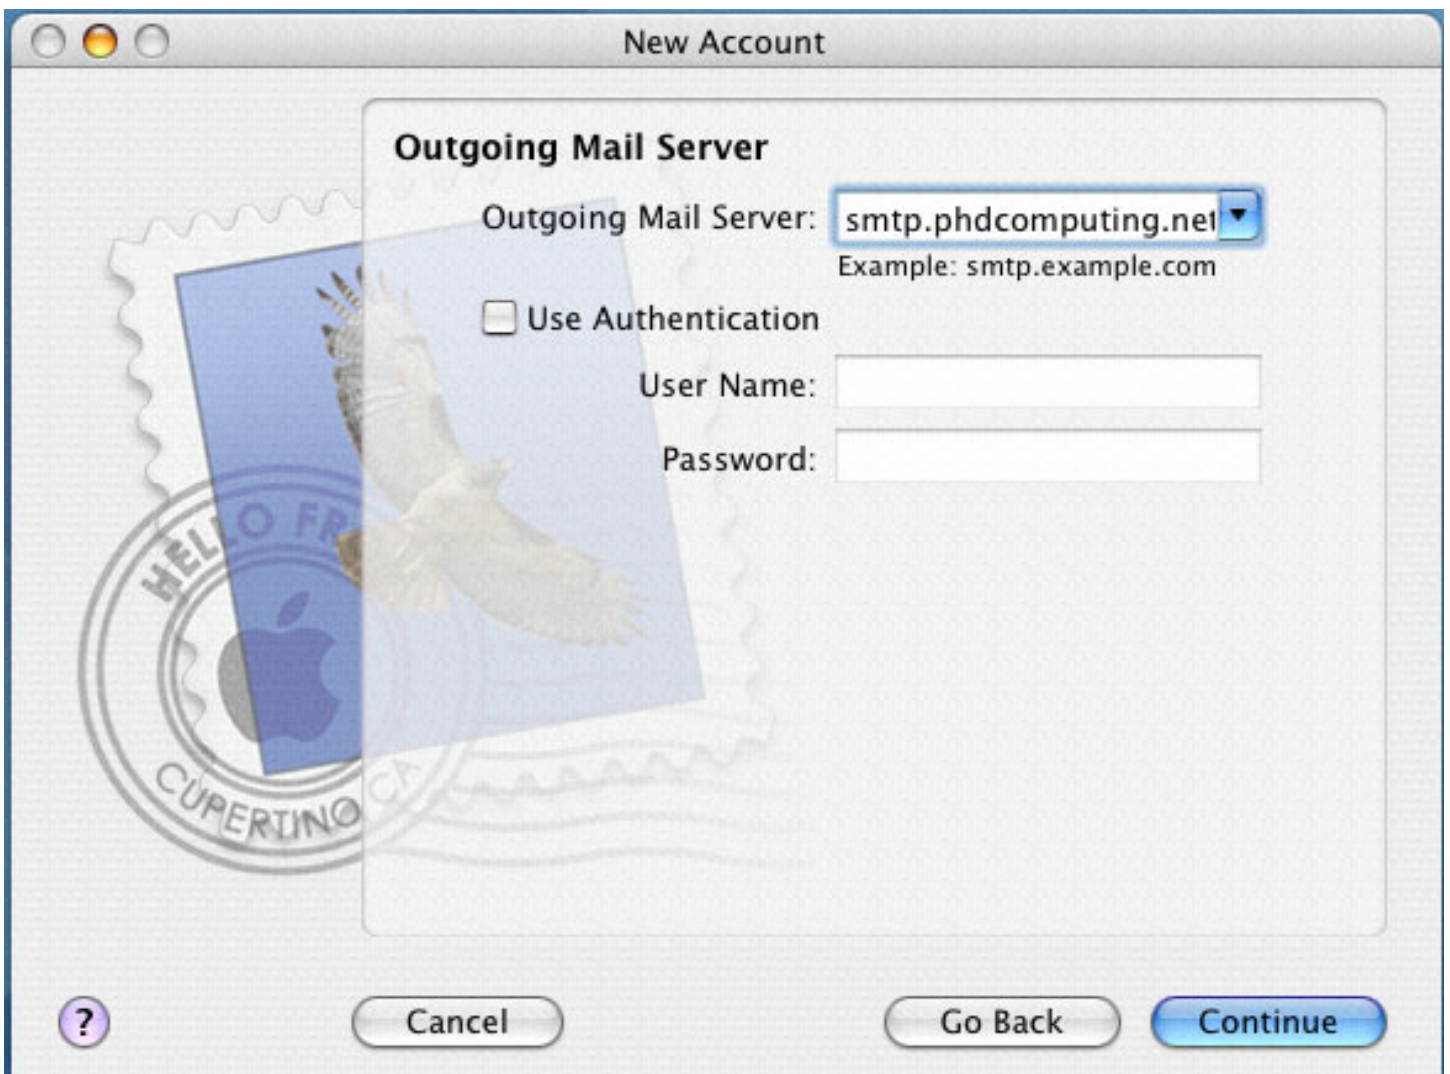 New Account
Outgoing Mail Server
Outgoing Mail Server: smtp.phdcomputing.net
Example: smtp.example.com
Use Authentication
User Name:
Password:
HELLO FR
CUPERTINO CA
? Cancel Go Back Continue